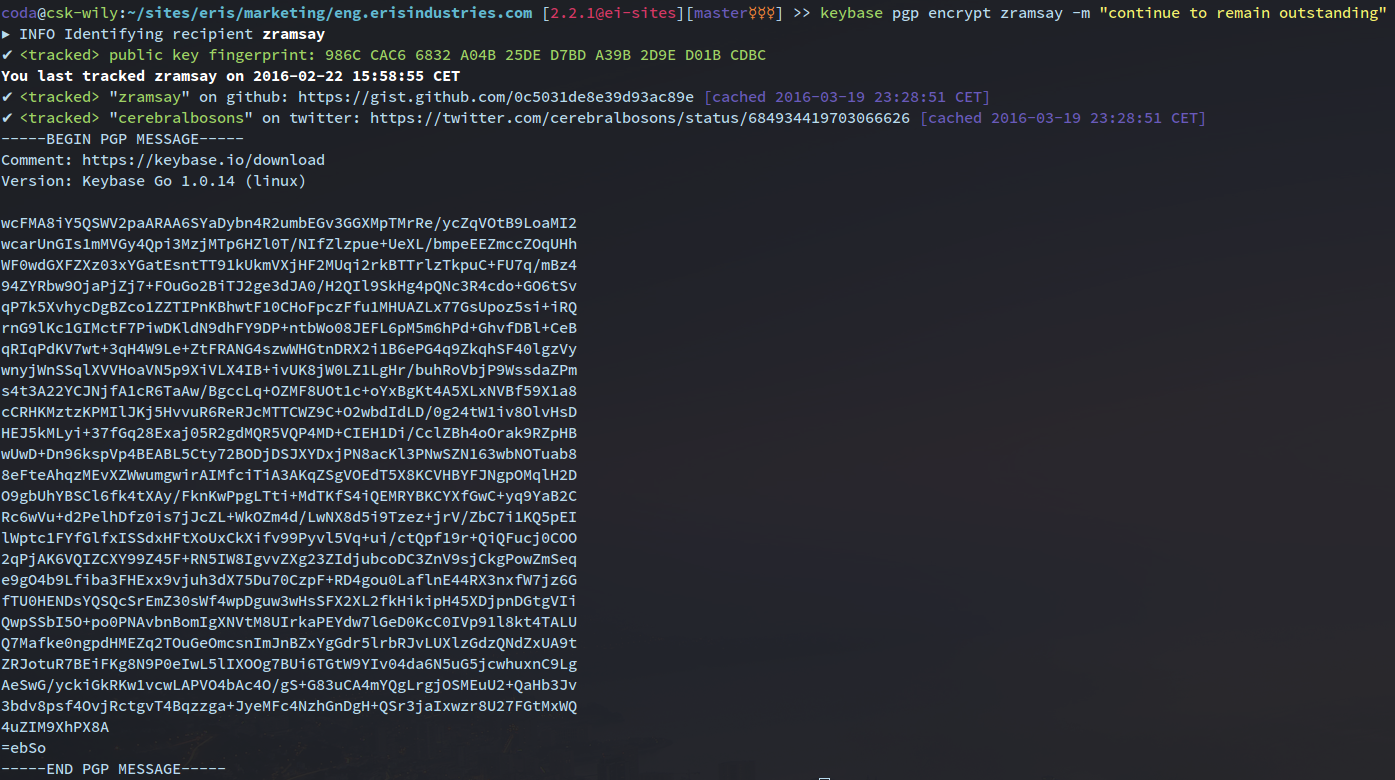 coda@csk-wily:~/sites/eris/marketing/eng.erisindustries.com [2.2.1@ei-sites][master☿☿☿] >> keybase pgp encrypt zramsay -m "continue to remain outstanding"
▶ INFO Identifying recipient zramsay
✔ <tracked> public key fingerprint: 986C CAC6 6832 A04B 25DE D7BD A39B 2D9E D01B CDBC
You last tracked zramsay on 2016-02-22 15:58:55 CET
✔ <tracked> "zramsay" on github: https://gist.github.com/0c5031de8e39d93ac89e [cached 2016-03-19 23:28:51 CET]
✔ <tracked> "cerebralbosons" on twitter: https://twitter.com/cerebralbosons/status/684934419703066626 [cached 2016-03-19 23:28:51 CET]
-----BEGIN PGP MESSAGE-----
Comment: https://keybase.io/download
Version: Keybase Go 1.0.14 (linux)

wcFMA8iY5QSWV2paARAA6SYaDybn4R2umbEGv3GGXMpTMrRe/ycZqVOtB9LoaMI2
wcarUnGIs1mMVGy4Qpi3MzjMTp6HZl0T/NIfZlzpue+UeXL/bmpeEEZmccZOqUHh
WF0wdGXFZXz03xYGatEsntTT91kUkmVXjHF2MUqi2rkBTTrlzTkpuC+FU7q/mBz4
94ZYRbw9OjaPjZj7+FOuGo2BiTJ2ge3dJA0/H2QIl9SkHg4pQNc3R4cdo+GO6tSv
qP7k5XvhycDgBZco1ZZTIPnKBhwtF10CHoFpczFfu1MHUAZLx77GsUpoz5si+iRQ
rnG9lKc1GIMctF7PiwDKldN9dhFY9DP+ntbWo08JEFL6pM5m6hPd+GhvfDBl+CeB
qRIqPdKV7wt+3qH4W9Le+ZtFRANG4szwWHGtnDRX2i1B6ePG4q9ZkqhSF40lgzVy
wnyjWnSSqlXVVHoaVN5p9XiVLX4IB+ivUK8jW0LZ1LgHr/buhRoVbjP9WssdaZPm
s4t3A22YCJNjfA1cR6TaAw/BgccLq+OZMF8UOt1c+oYxBgKt4A5XLxNVBf59X1a8
cCRHKMztzKPMIlJKj5HvvuR6ReRJcMTTCWZ9C+O2wbdIdLD/0g24tW1iv8OlvHsD
HEJ5kMLyi+37fGq28Exaj05R2gdMQR5VQP4MD+CIEH1Di/CclZBh4oOrak9RZpHB
wUwD+Dn96kspVp4BEABL5Cty72BODjDSJXYDxjPN8acKl3PNwSZN163wbNOTuab8
8eFteAhqzMEvXZWwumgwirAIMfciTiA3AKqZSgVOEdT5X8KCVHBYFJNgpOMqlH2D
O9gbUhYBSCl6fk4tXAy/FknKwPpgLTti+MdTKfS4iQEMRYBKCYXfGwC+yq9YaB2C
Rc6wVu+d2PelhDfz0is7jJcZL+WkOZm4d/LwNX8d5i9Tzez+jrV/ZbC7i1KQ5pEI
lWptc1FYfGlfxISSdxHFtXoUxCkXifv99Pyvl5Vq+ui/ctQpf19r+QiQFucj0COO
2qPjAK6VQIZCXY99Z45F+RN5IW8IgvvZXg23ZIdjubcoDC3ZnV9sjCkgPowZmSeq
e9gO4b9Lfiba3FHExx9vjuh3dX75Du70CzpF+RD4gou0LaflnE44RX3nxfW7jz6G
fTU0HENDsYQSQcSrEmZ30sWf4wpDguw3wHsSFX2XL2fkHikipH45XDjpnDGtgVIi
QwpSSbI5O+po0PNAvbnBomIgXNVtM8UIrkaPEYdw7lGeD0KcC0IVp91l8kt4TALU
Q7Mafke0ngpdHMEZq2TOuGeOmcsnImJnBZxYgGdr5lrbRJvLUXlzGdzQNdZxUA9t
ZRJotuR7BEiFKg8N9P0eIwL5lIXOOg7BUi6TGtW9YIv04da6N5uG5jcwhuxnC9Lg
AeSwG/yckiGkRKw1vcwLAPVO4bAc4O/gS+G83uCA4mYQgLrgjOSMEuU2+QaHb3Jv
3bdv8psf4OvjRctgvT4Bqzzga+JyeMFc4NzhGnDgH+QSr3jaIxwzr8U27FGtMxWQ
4uZIM9XhPX8A
=ebSo
-----END PGP MESSAGE-----